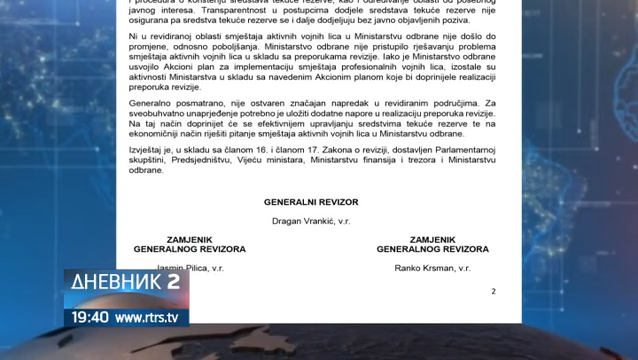 i procedura o korištenju sredstava tekuće rezerve, kao i određivanje oblasti od posebnog
javnog interesa. Transparentnost u postupcima dodjele sredstava tekuće rezerve nije
osigurana pa sredstva tekuće rezerve se i dalje dodjeljuju bez javno objavljenih poziva.
Ni u revidiranoj oblasti smještaja aktivnih vojnih lica u Ministarstvu odbrane nije došlo do
promjene, odnosno poboljšanja. Ministarstvo odbrane nije pristupilo rješavanju problema
smještaja aktivnih vojnih lica u skladu sa preporukama revizije. Iako je Ministarstvo odbrane
usvojilo Akcioni plan za implementaciju smještaja profesionalnih vojnih lica, izostale su
aktivnosti Ministarstva u skladu sa navedenim Akcionim planom koje bi doprinijele realizaciji
preporuka revizije.
Generalno posmatrano, nije ostvaren značajan napredak u revidiranim područjima. Za
sveobuhvatno unaprjeđenje potrebno je uložiti dodatne napore u realizaciju preporuka revizije.
Na taj način doprinijet će se efektivnijem upravljanju sredstvima tekuće rezerve te na
ekonomičniji način riješiti pitanje smještaja aktivnih vojnih lica u Ministarstvu odbrane.
Izvještaj je, u skladu sa članom 16. i članom 17. Zakona o reviziji, dostavljen Parlamentarnoj
skupštini, Predsjedništvu, Vijeću ministara, Ministarstvu finansija i trezora i Ministarstvu
odbrane.
GENERALNI REVIZOR
Dragan Vrankić, v.r.
ZAMJENIK
GENERALNOG REVIZORA
Jasmin Pilica, v.r.
ZAMJENIK
GENERALNOG REVIZORA
Ranko Krsman, v.r.
2
ДНЕВНИК 2
19:40 www.rtrs.tv